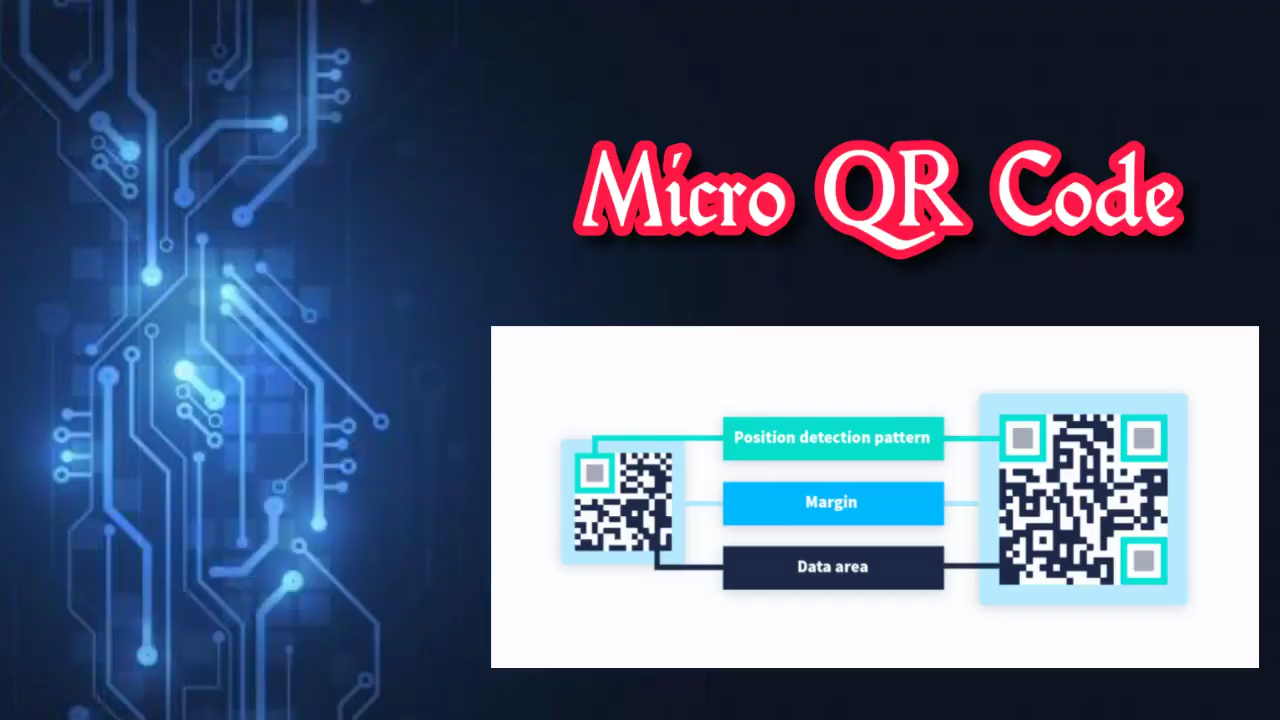 Micro QR Code
Position detection pattern
Margin
Data area